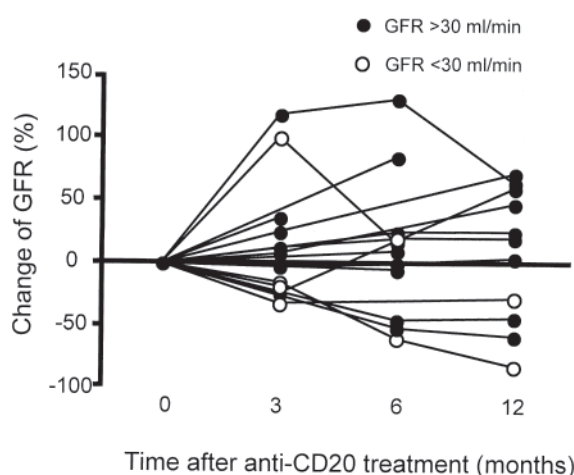 GFR >30 ml/min
GFR <30 ml/min
Change of GFR (%)
150
100
50
0
-50
-100
0 3 6 12
Time after anti-CD20 treatment (months)